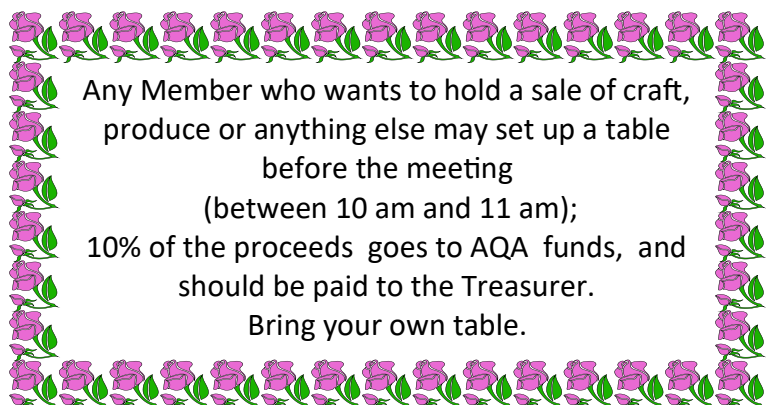 Any Member who wants to hold a sale of craft,
produce or anything else may set up a table
before the meeting
(between 10 am and 11 am);
10% of the proceeds  goes to AQA  funds,  and
should be paid to the Treasurer.
Bring your own table.